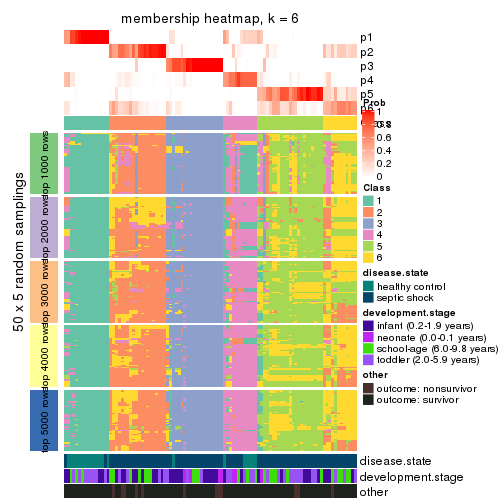 membership heatmap, k = 6
p1
p2
p3
p4
p5
p6
Prob
1
0.8
0.6
0.4
0.2
0
Class
Class
1
2
3
4
5
6
disease.state
healthy control
septic shock
development.stage
infant (0.2-1.9 years)
neonate (0.0-0.1 years)
school-age (6.0-9.8 years)
toddler (2.0-5.9 years)
other
outcome: nonsurvivor
outcome: survivor
50 x 5 random samplings
top 1000 rows
top 2000 rows
top 3000 rows
top 4000 rows
top 5000 rows
disease.state
development.stage
other